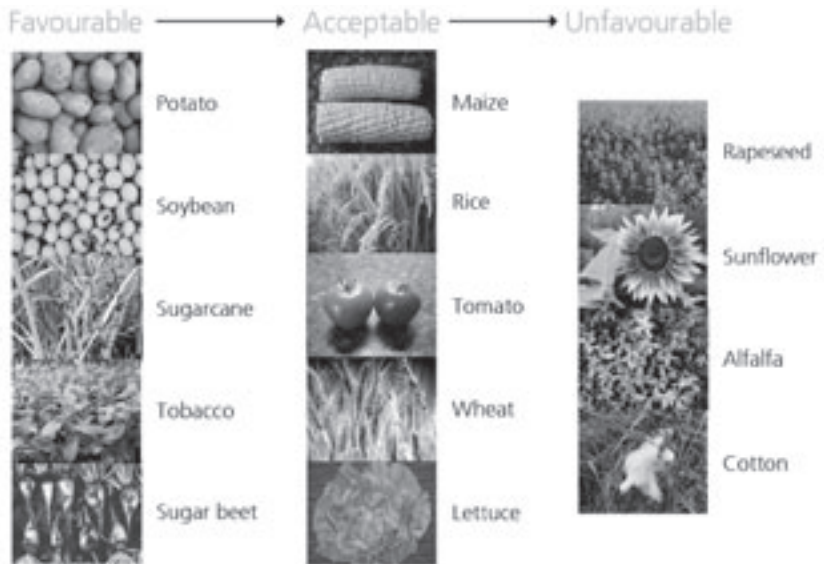 Favourable
Acceptable
Unfavourable
Potato
Soybean
Sugarcane
Tobacco
Sugar beet
Maize
Rice
Tomato
Wheat
Lettuce
Rapeseed
Sunflower
Alfalfa
Cotton